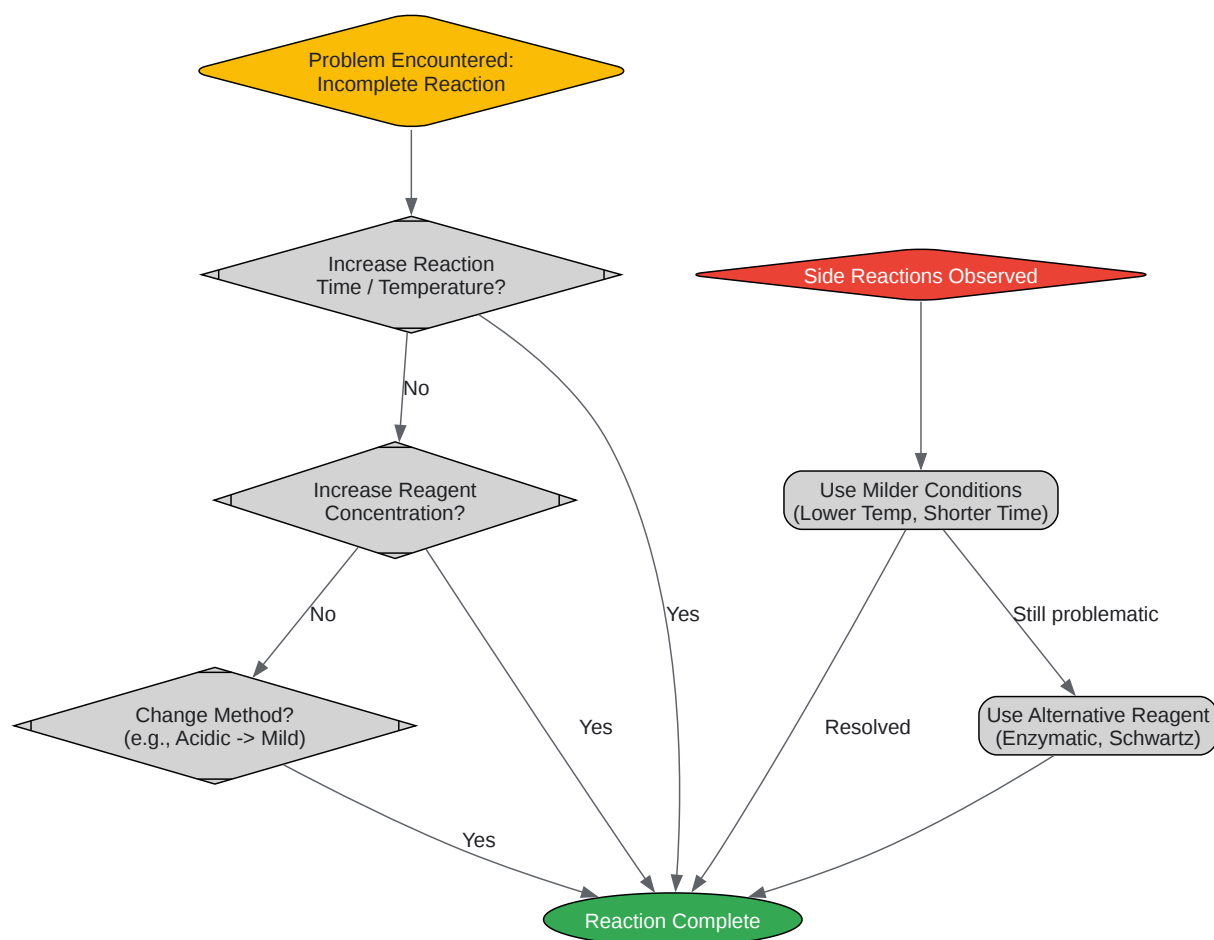 Problem Encountered:
Incomplete Reaction
Increase Reaction
Time / Temperature?
Side Reactions Observed
No
Increase Reagent
Concentration?
Use Milder Conditions
(Lower Temp, Shorter Time)
No
Yes
Still problematic
Change Method?
(e.g., Acidic -> Mild)
Yes
Resolved
Use Alternative Reagent
(Enzymatic, Schwartz)
Yes
Reaction Complete